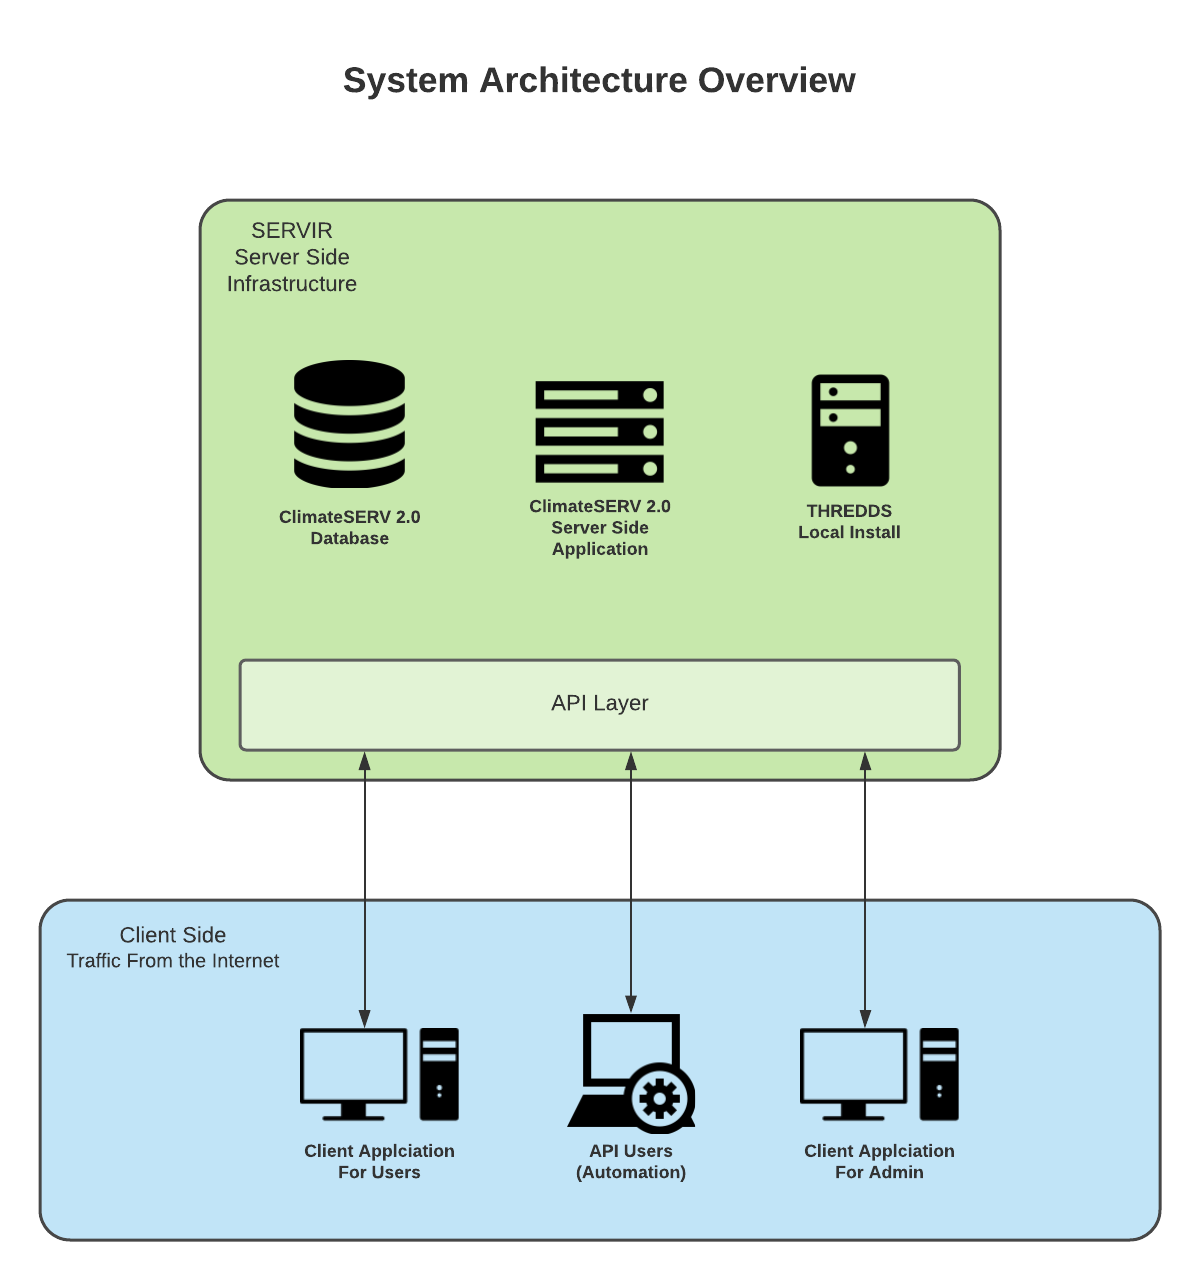 System Architecture Overview
SERVIR
Server Side
Infrastructure
ClimateSERV 2.0
Database
ClimateSERV 2.0
Server Side
Application
THREDDS
Local Install
API Layer
Client Side
Traffic From the Internet
Client Applciation
For Users
API Users
(Automation)
Client Applciation
For Admin